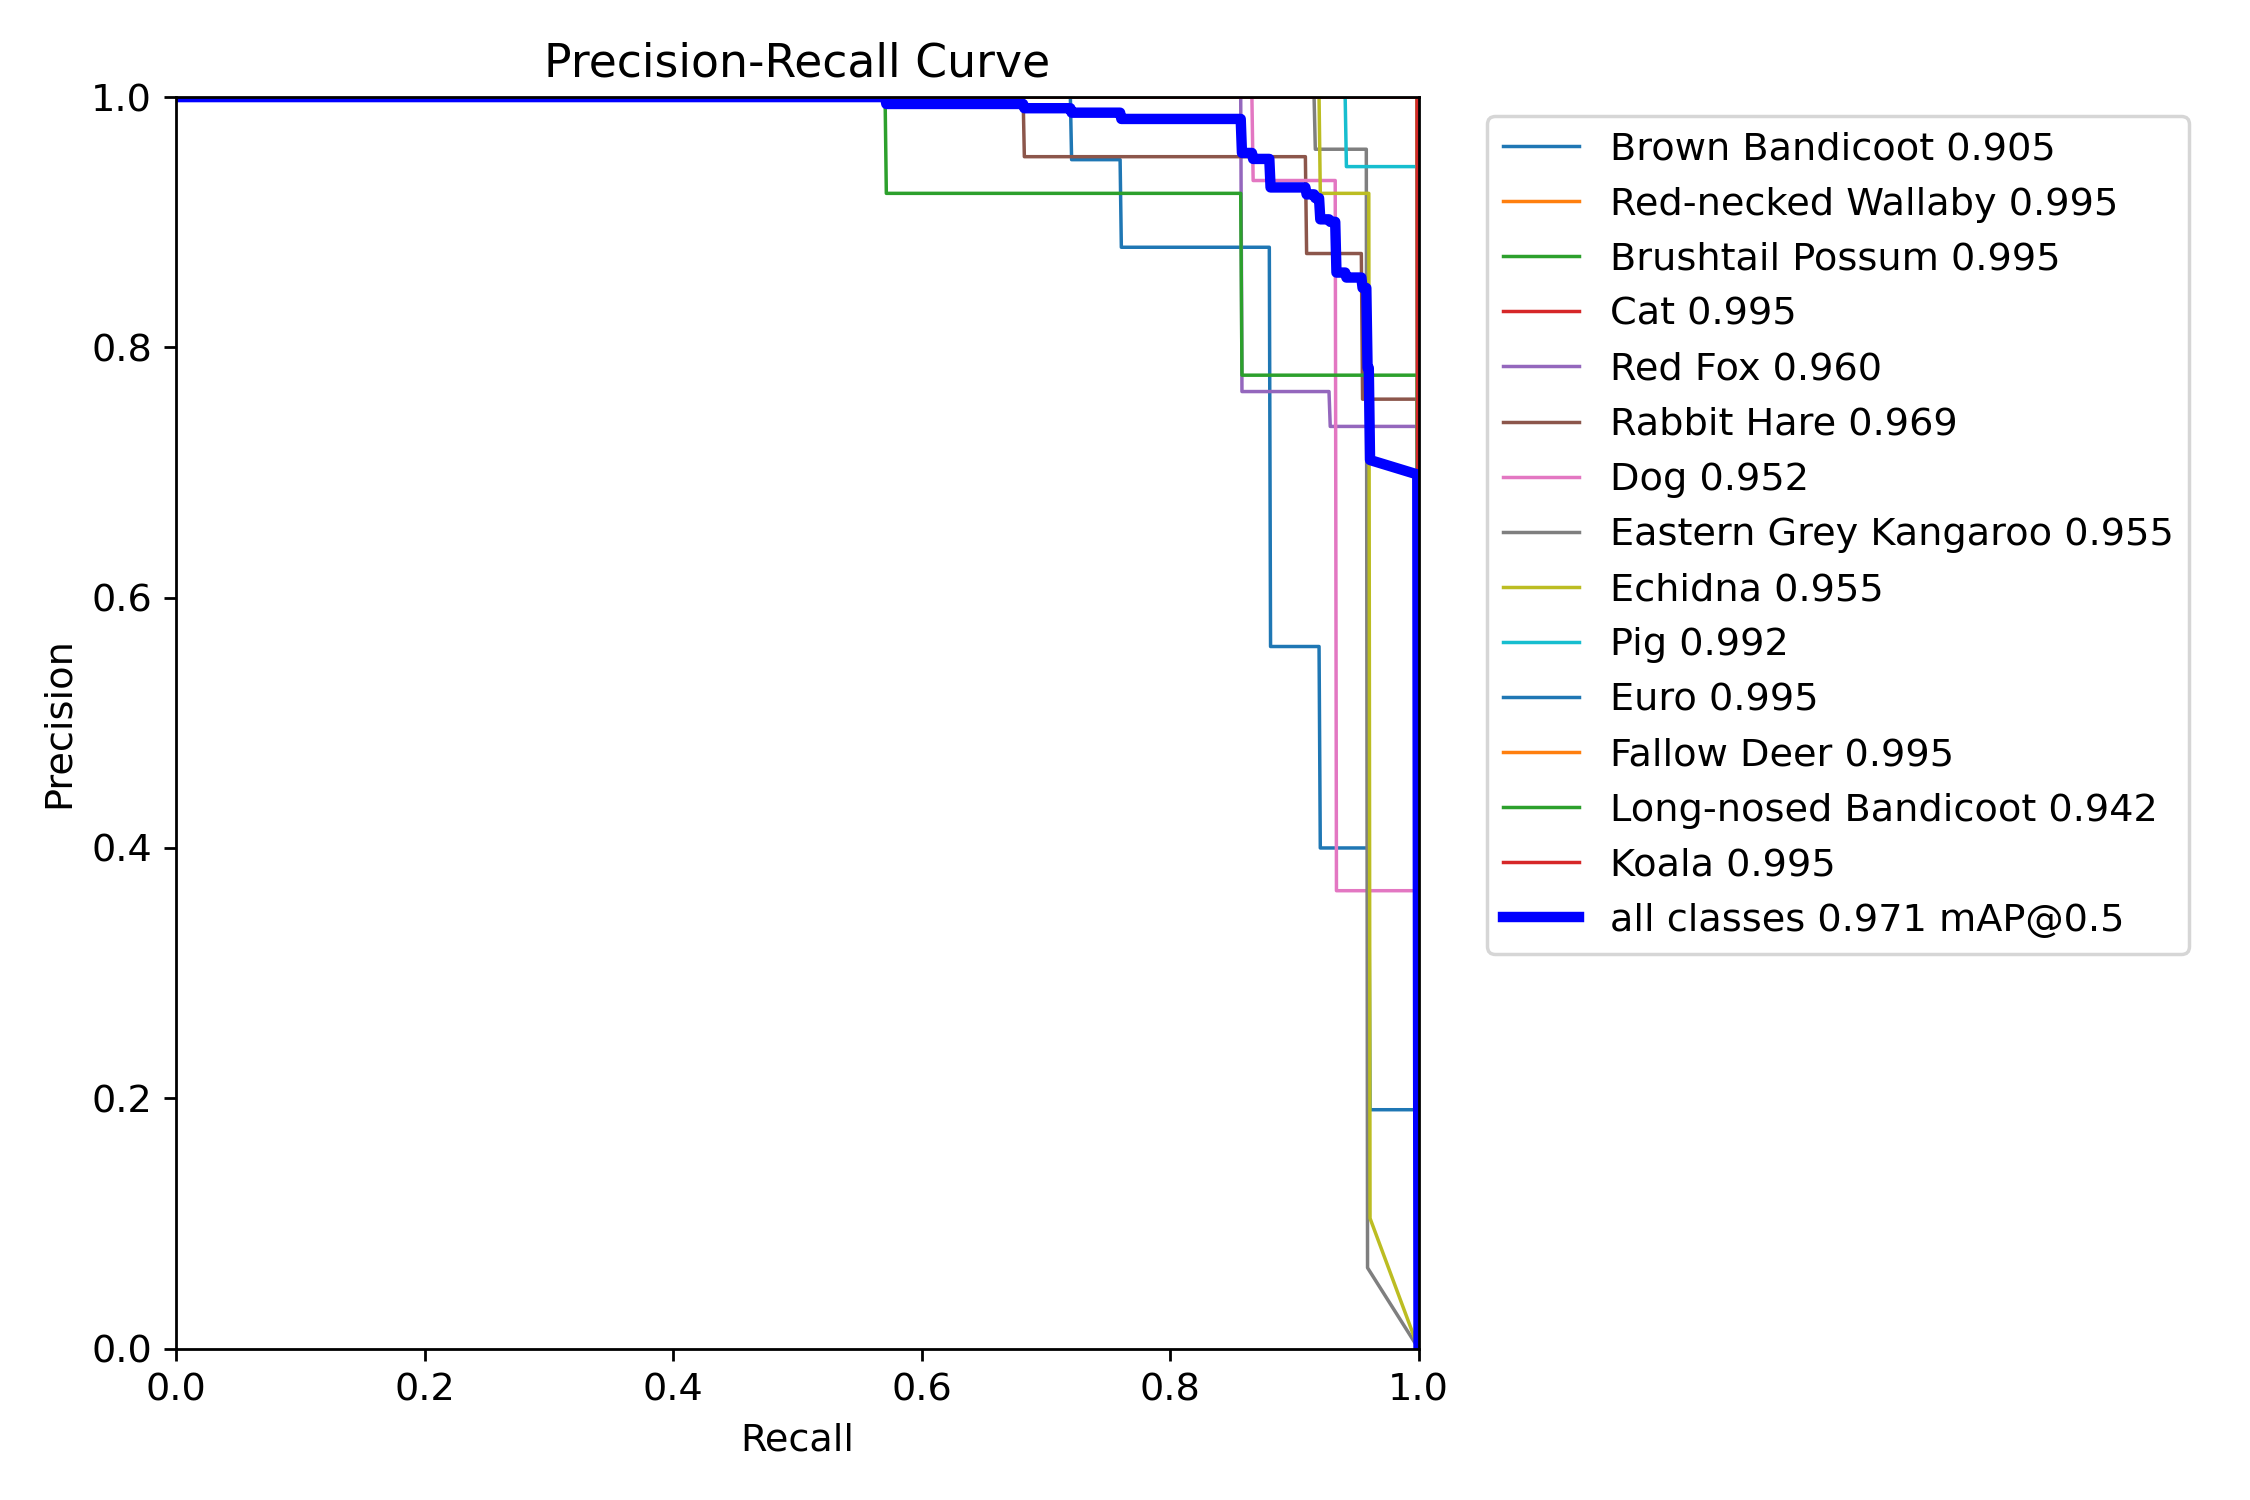 Precision-Recall Curve
1.0
0.8
0.6
0.4
0.2
0.0
Precision
0.0 0.2 0.4 0.6 0.8 1.0
Recall
Brown Bandicoot 0.905
Red-necked Wallaby 0.995
Brushtail Possum 0.995
Cat 0.995
Red Fox 0.960
Rabbit Hare 0.969
Dog 0.952
Eastern Grey Kangaroo 0.955
Echidna 0.955
Pig 0.992
Euro 0.995
Fallow Deer 0.995
Long-nosed Bandicoot 0.942
Koala 0.995
all classes 0.971 mAP@0.5